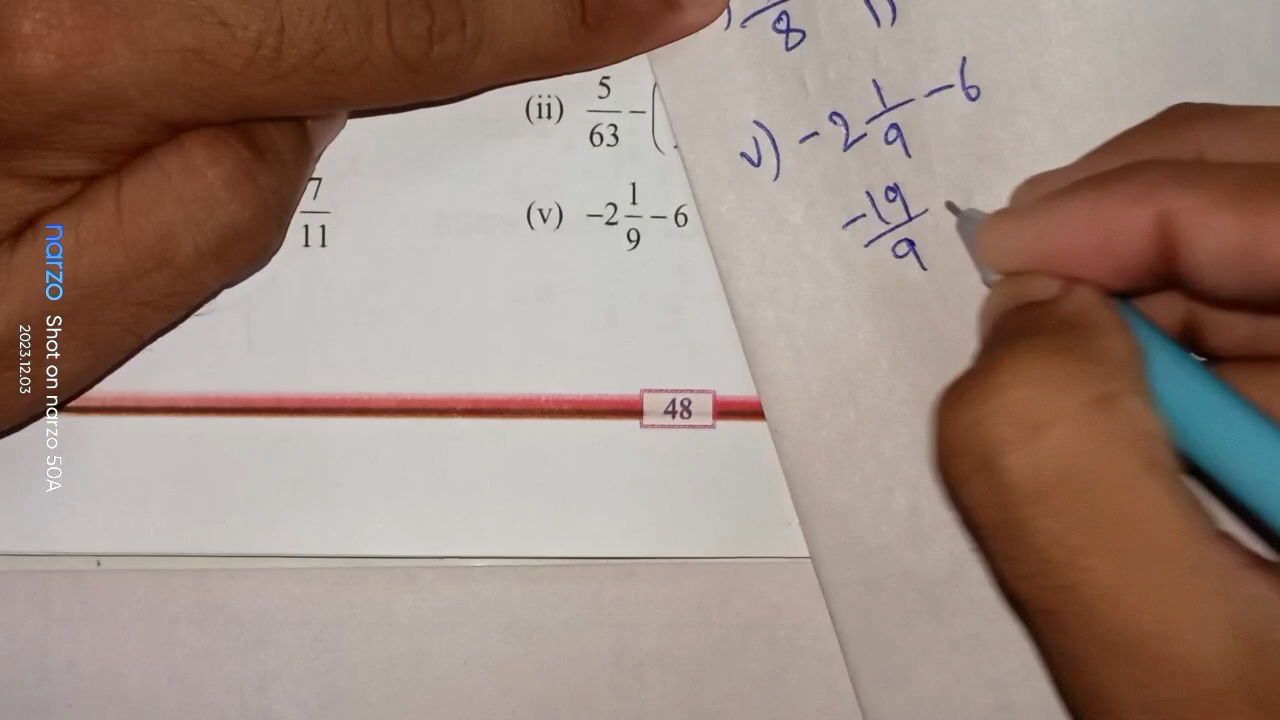 8
(ii) 5/63 - (
7/11
(v) -2 1/9 - 6
48
v) -2 1/9 - 6
-19/9
narzo Shot on narzo 50A
2023.12.03